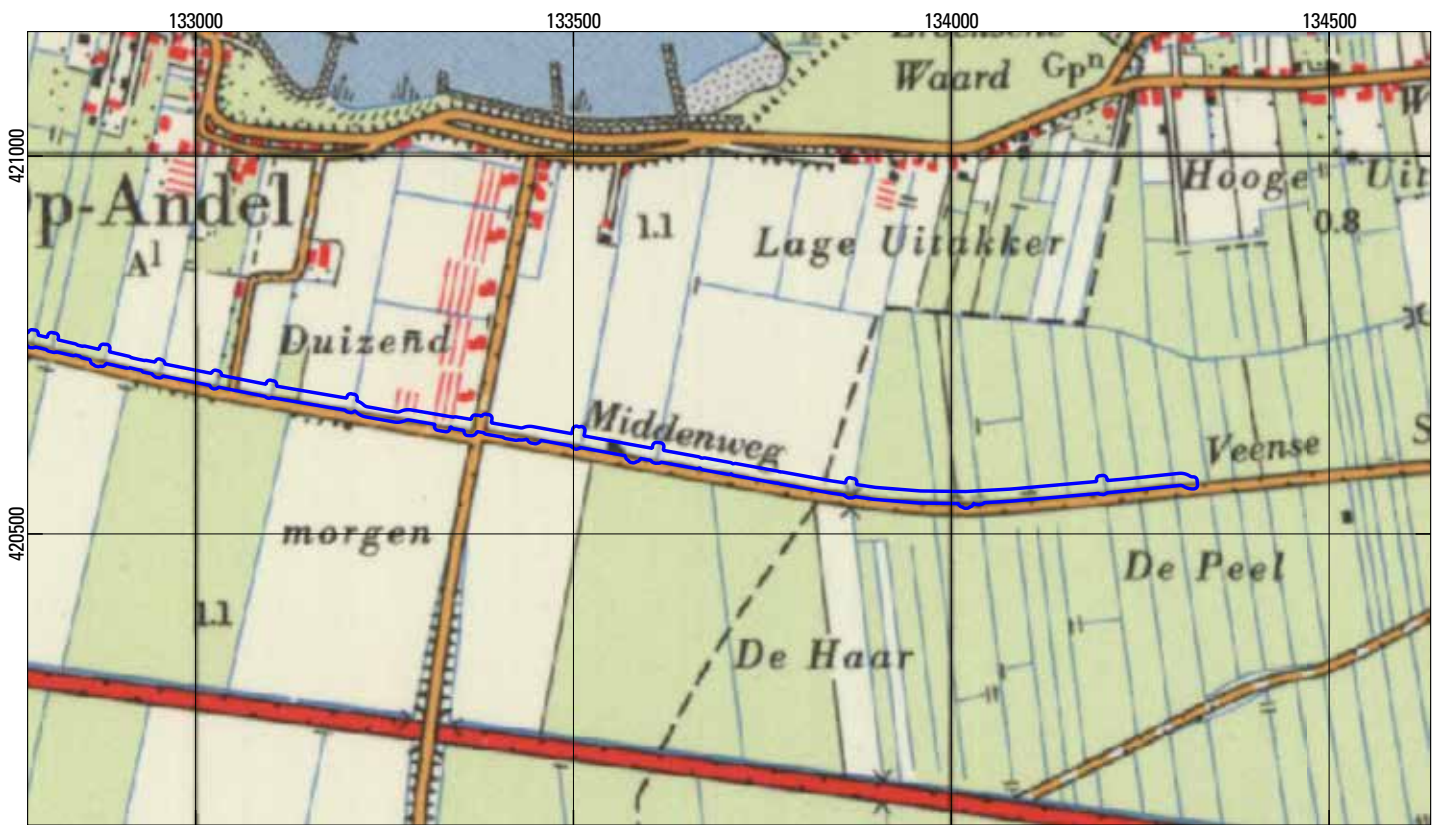 133000 133500 134000 134500
Waard Gpⁿ
421000
Hooge
p-Andel
1.1
0.8
Lage Uitakker
A¹
Duizend
Middenweg
Veense
420500
morgen
De Peel
1.1
De Haar